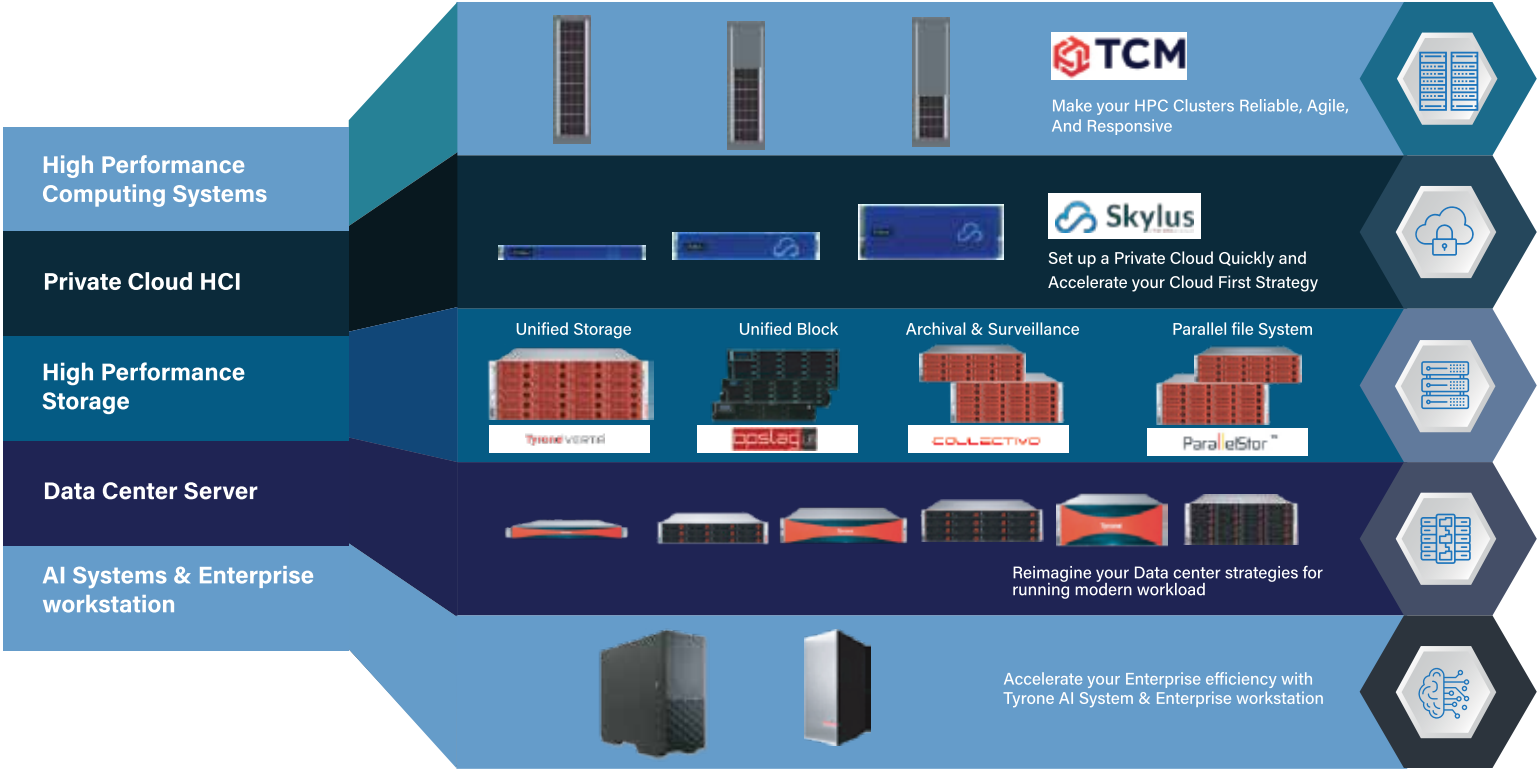 High Performance
Computing Systems
Private Cloud HCI
High Performance
Storage
Data Center Server
AI Systems & Enterprise
workstation
TCM
Make your HPC Clusters Reliable, Agile,
And Responsive
Skylus
Set up a Private Cloud Quickly and
Accelerate your Cloud First Strategy
Unified Storage
Unified Block
Archival & Surveillance
Parallel file System
Tyrone VERTA
opslag
COLLECTIVO
ParallelStor™
Tyrone
Reimagine your Data center strategies for
running modern workload
Accelerate your Enterprise efficiency with
Tyrone AI System & Enterprise workstation